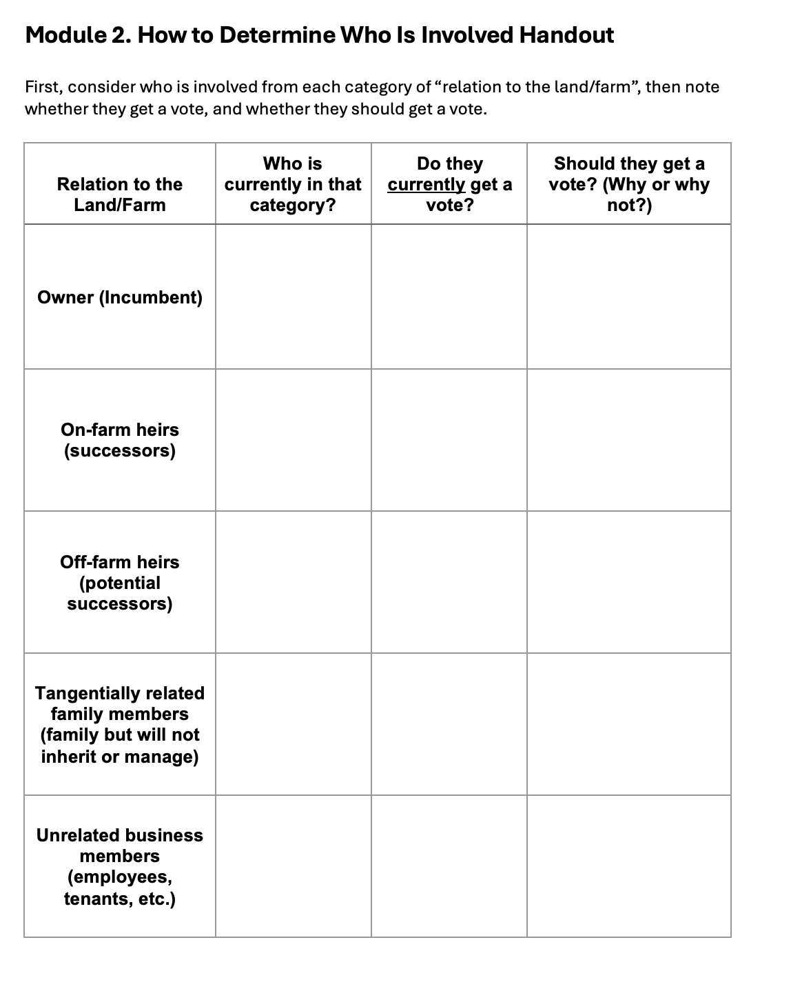 Module 2. How to Determine Who Is Involved Handout
First, consider who is involved from each category of “relation to the land/farm”, then note
whether they get a vote, and whether they should get a vote.
Relation to the
Land/Farm
Who is
currently in that
category?
Do they
currently get a
vote?
Should they get a
vote? (Why or why
not?)
Owner (Incumbent)
On-farm heirs
(successors)
Off-farm heirs
(potential
successors)
Tangentially related
family members
(family but will not
inherit or manage)
Unrelated business
members
(employees,
tenants, etc.)